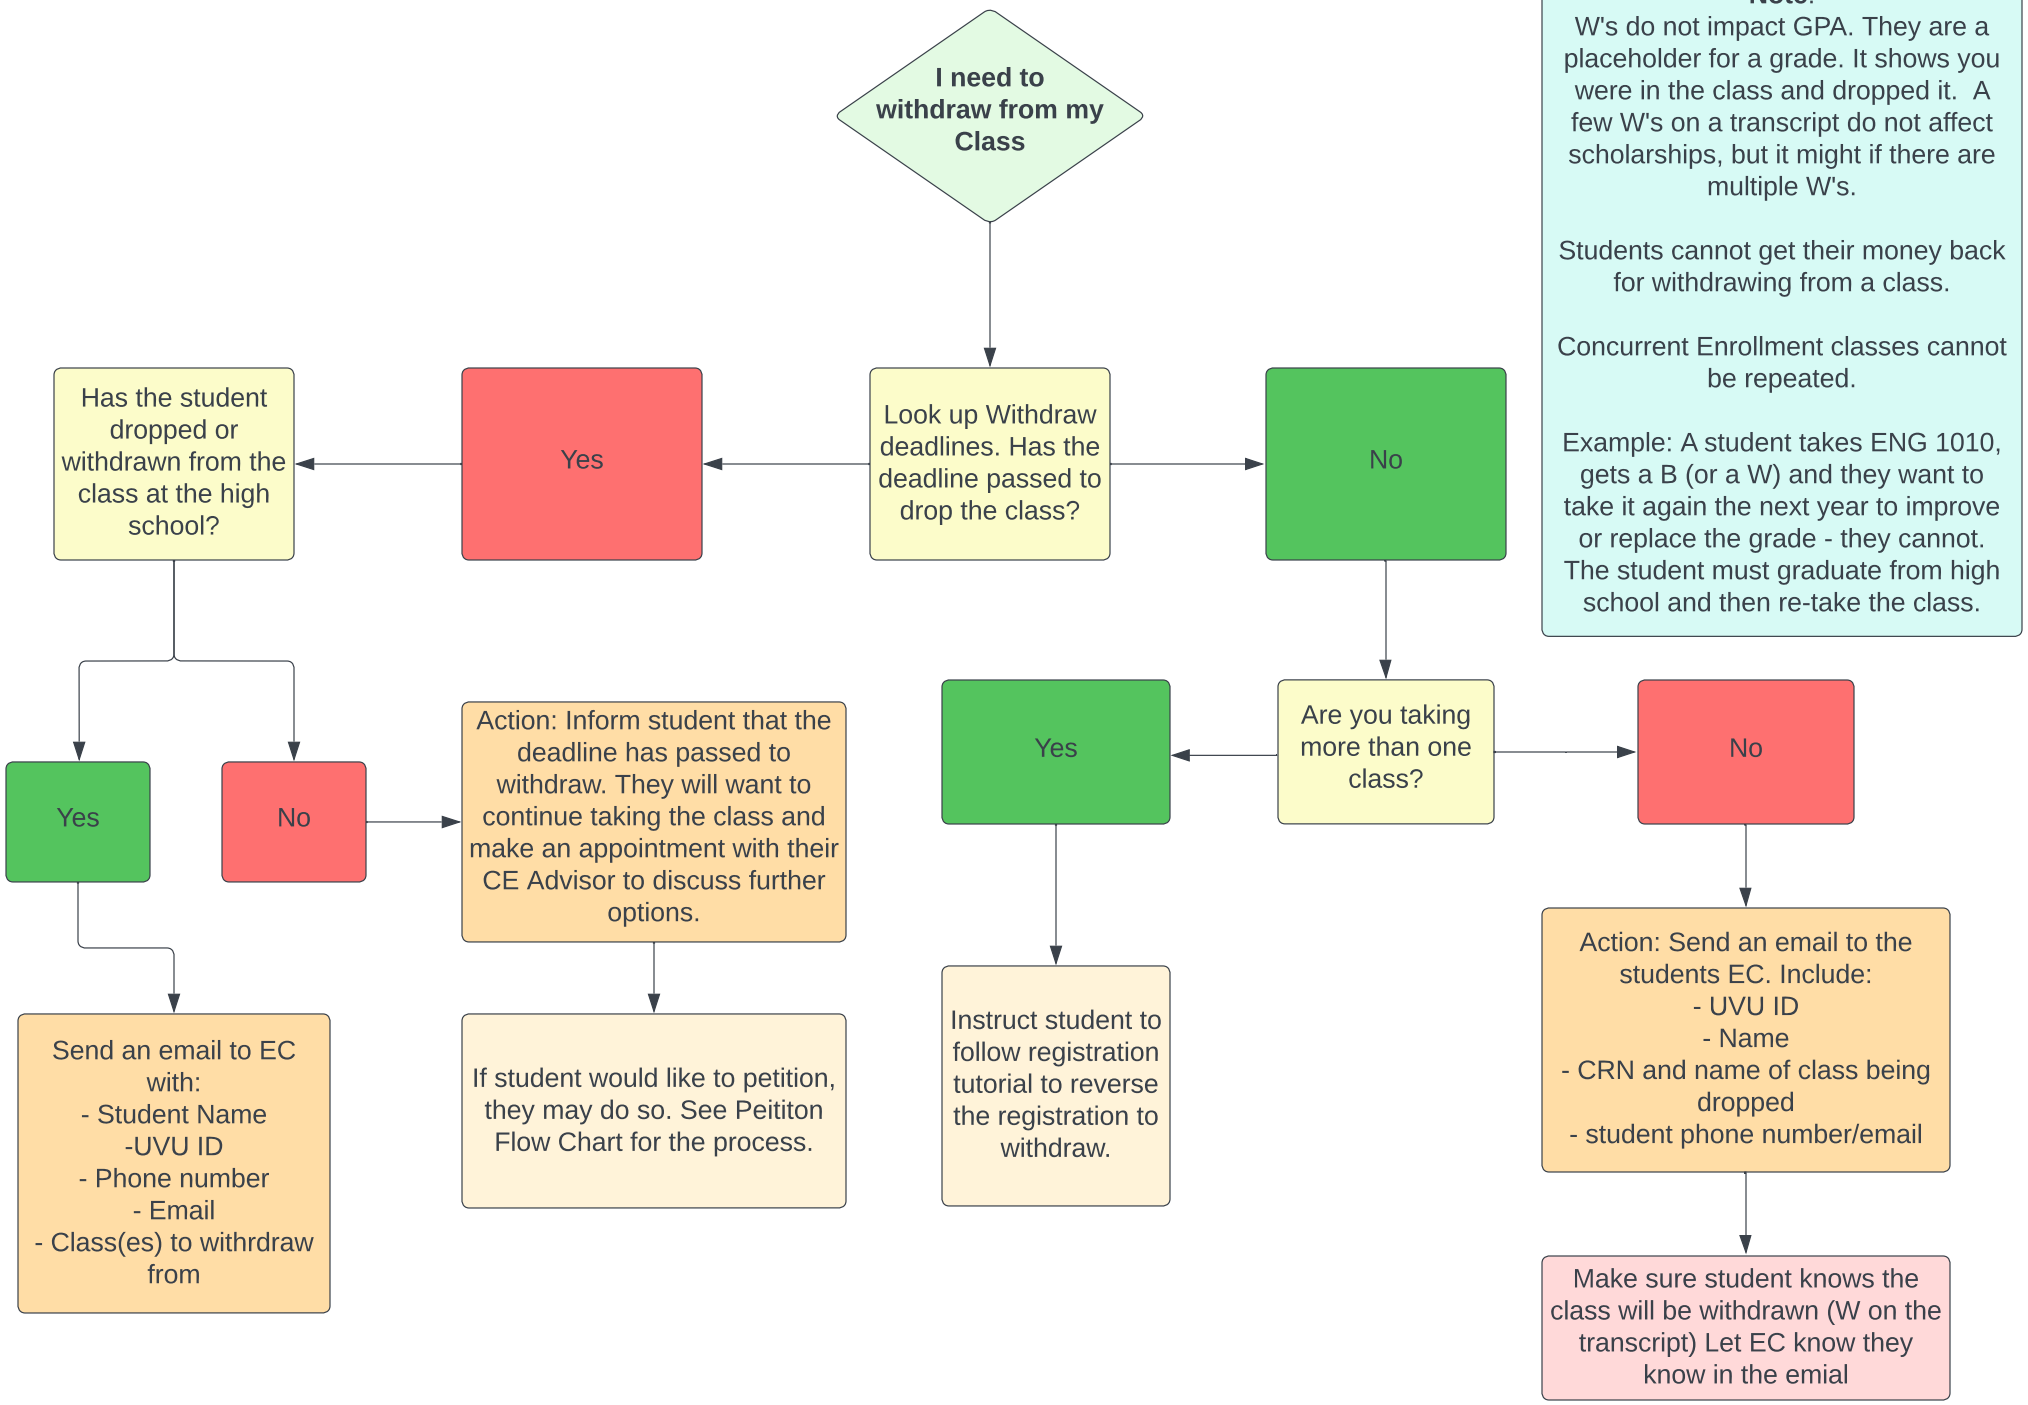 I need to
withdraw from my
Class
Note:
W's do not impact GPA. They are a
placeholder for a grade. It shows you
were in the class and dropped it.  A
few W's on a transcript do not affect
scholarships, but it might if there are
multiple W's.
Students cannot get their money back
for withdrawing from a class.
Concurrent Enrollment classes cannot
be repeated.
Example: A student takes ENG 1010,
gets a B (or a W) and they want to
take it again the next year to improve
or replace the grade - they cannot.
The student must graduate from high
school and then re-take the class.
Has the student
dropped or
withdrawn from the
class at the high
school?
Yes
Look up Withdraw
deadlines. Has the
deadline passed to
drop the class?
No
Yes
No
Action: Inform student that the
deadline has passed to
withdraw. They will want to
continue taking the class and
make an appointment with their
CE Advisor to discuss further
options.
Yes
Are you taking
more than one
class?
No
Send an email to EC
with:
- Student Name
-UVU ID
- Phone number
- Email
- Class(es) to withrdraw
from
If student would like to petition,
they may do so. See Peititon
Flow Chart for the process.
Instruct student to
follow registration
tutorial to reverse
the registration to
withdraw.
Action: Send an email to the
students EC. Include:
- UVU ID
- Name
- CRN and name of class being
dropped
- student phone number/email
Make sure student knows the
class will be withdrawn (W on the
transcript) Let EC know they
know in the emial